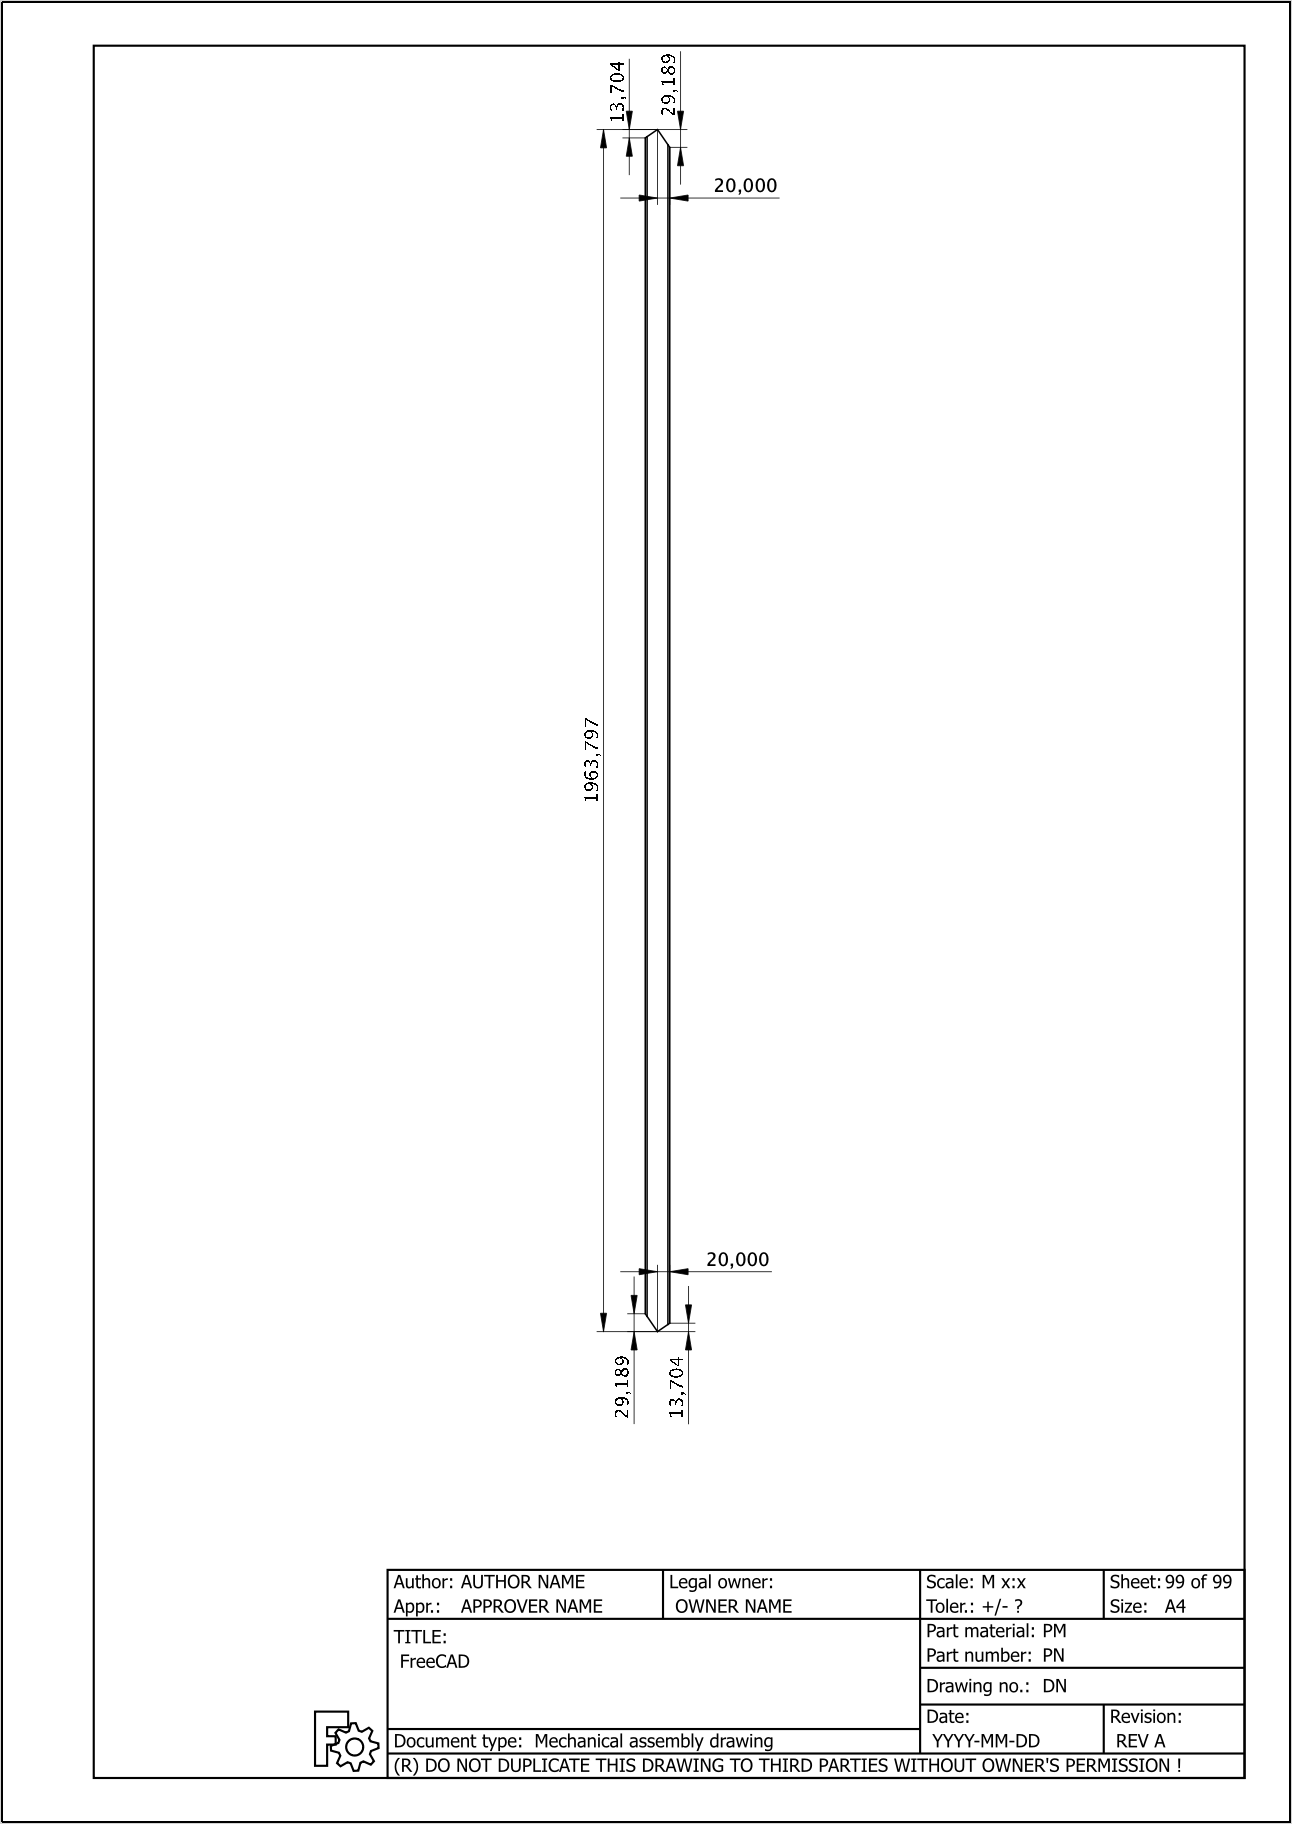 13,704
29,189
20,000
1963,797
20,000
29,189
13,704
Author: AUTHOR NAME
Appr.: APPROVER NAME
Legal owner:
OWNER NAME
Scale: M x:x
Toler.: +/- ?
Sheet: 99 of 99
Size: A4
TITLE:
FreeCAD
Part material: PM
Part number: PN
Drawing no.: DN
Date:
YYYY-MM-DD
Revision:
REV A
Document type: Mechanical assembly drawing
(R) DO NOT DUPLICATE THIS DRAWING TO THIRD PARTIES WITHOUT OWNER'S PERMISSION !